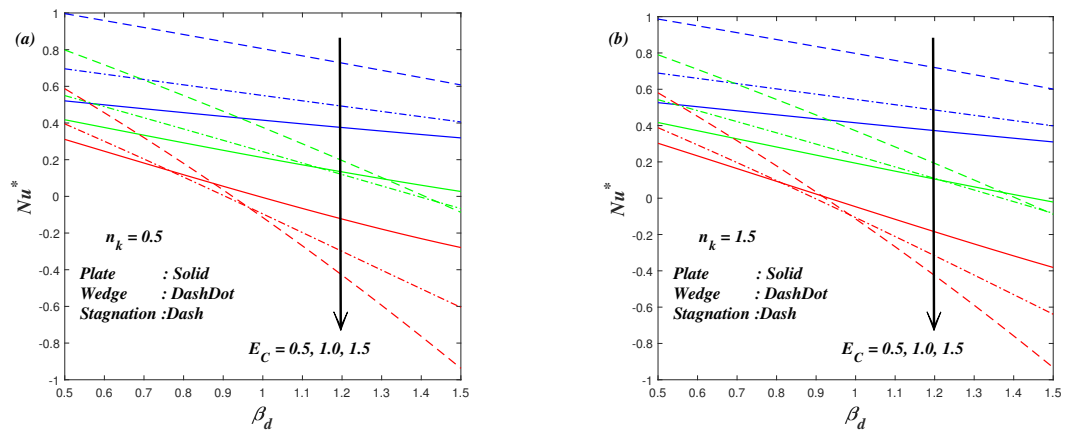 (a)
1
0.8
0.6
0.4
0.2
0
-0.2
-0.4
-0.6
-0.8
-1
Nu*
n_k = 0.5
Plate : Solid
Wedge : DashDot
Stagnation :Dash
E_C = 0.5, 1.0, 1.5
0.5 0.6 0.7 0.8 0.9 1 1.1 1.2 1.3 1.4 1.5
β_d
(b)
1
0.8
0.6
0.4
0.2
0
-0.2
-0.4
-0.6
-0.8
-1
Nu*
n_k = 1.5
Plate : Solid
Wedge : DashDot
Stagnation :Dash
E_C = 0.5, 1.0, 1.5
0.5 0.6 0.7 0.8 0.9 1 1.1 1.2 1.3 1.4 1.5
β_d